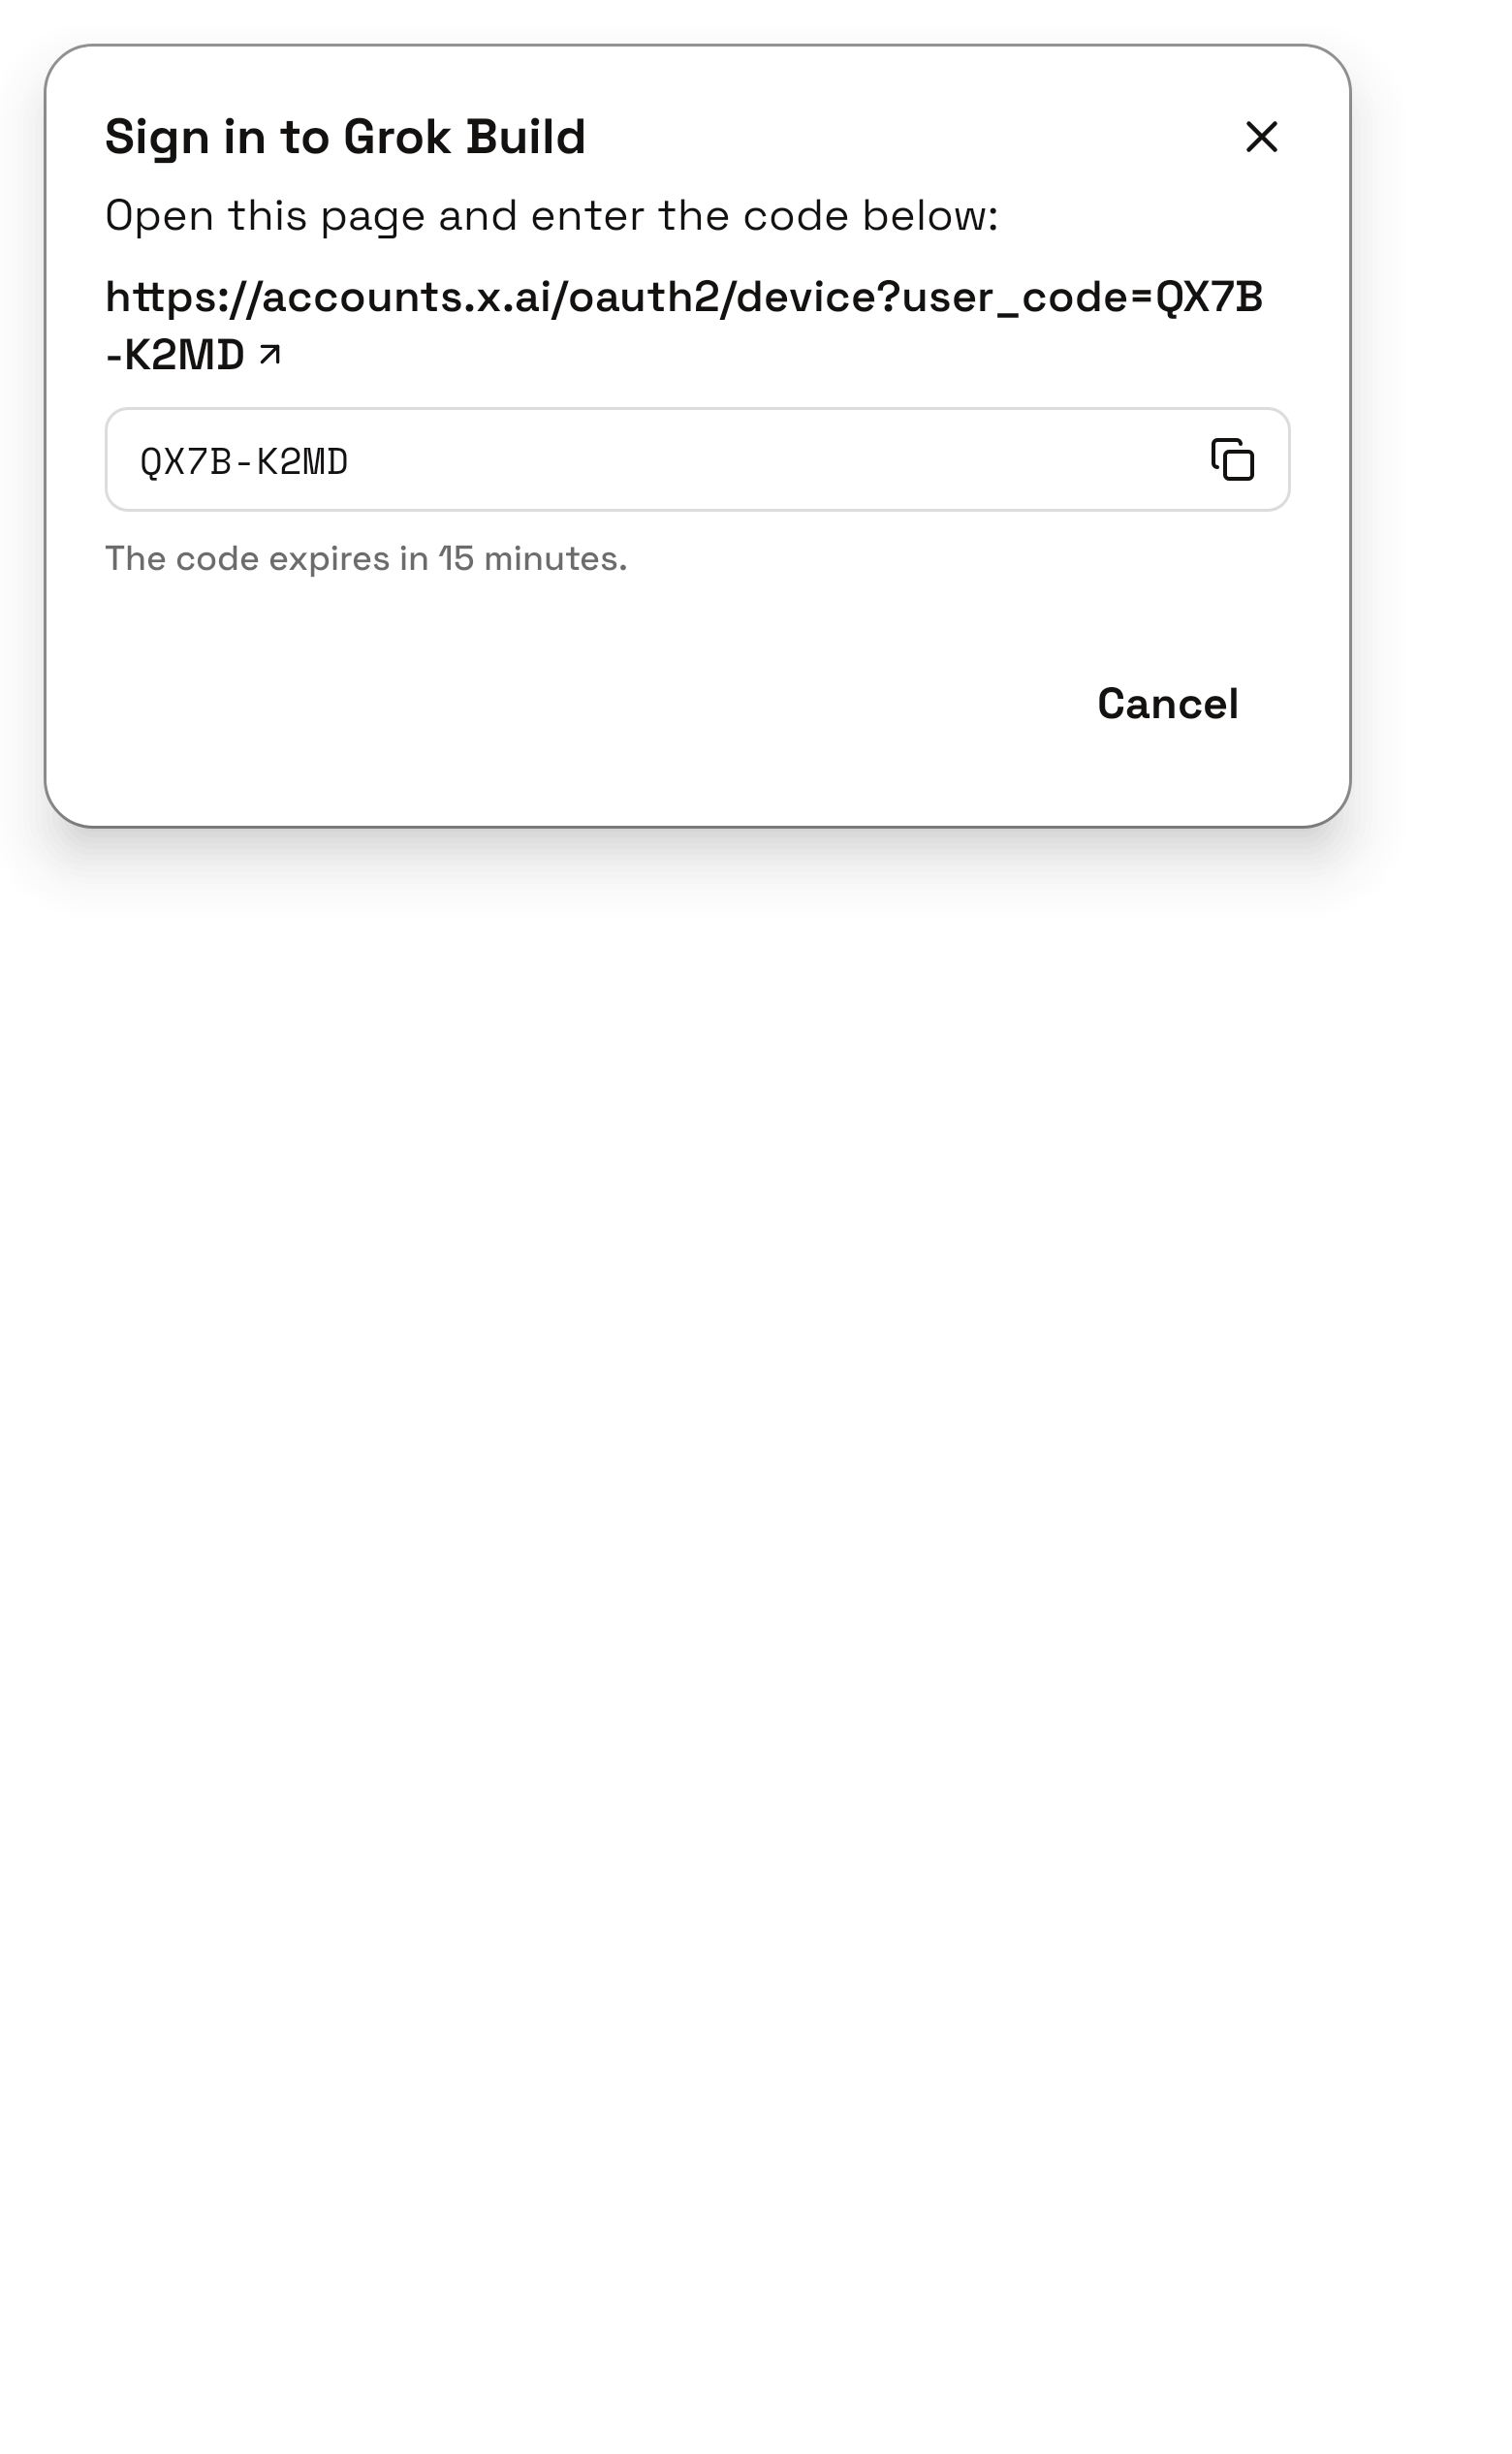 Sign in to Grok Build
Open this page and enter the code below:
https://accounts.x.ai/oauth2/device?user_code=QX7B
-K2MD
QX7B-K2MD
The code expires in 15 minutes.
Cancel